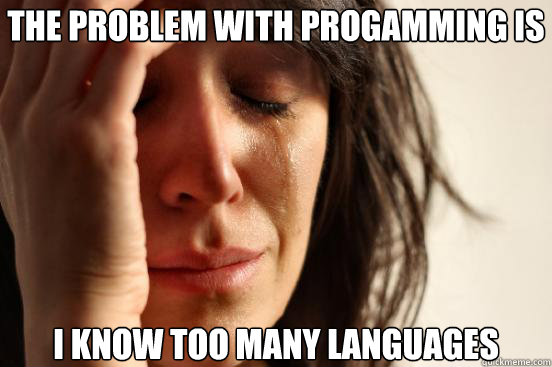 THE PROBLEM WITH PROGAMMING IS
I KNOW TOO MANY LANGUAGES
quickmeme.com